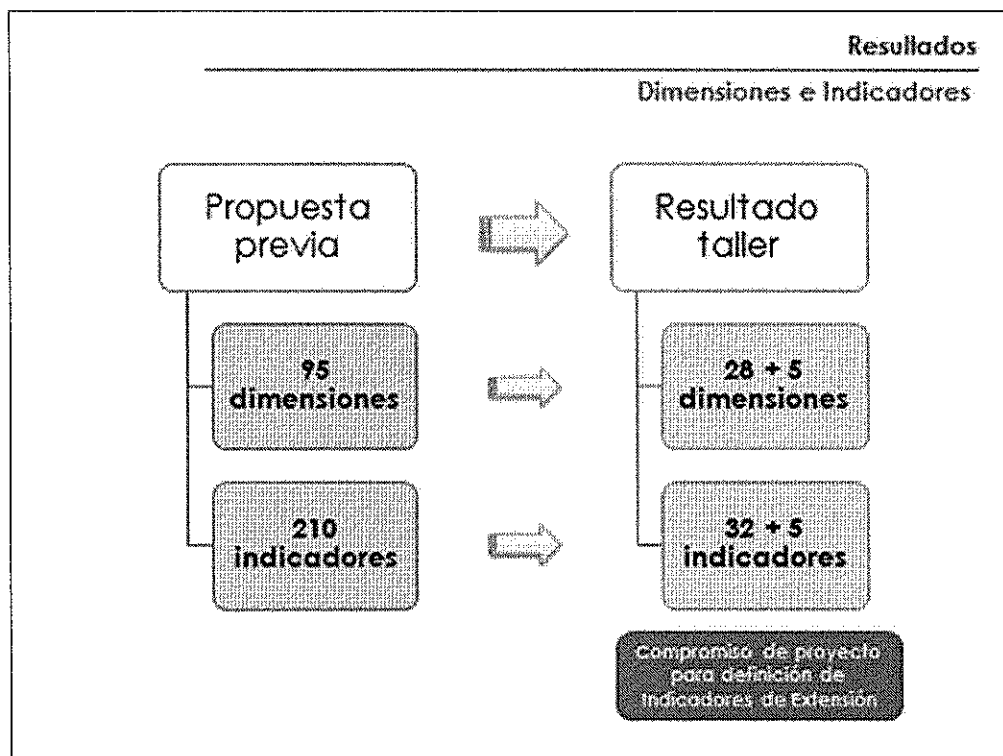 Resultados
Dimensiones e Indicadores
Propuesta
previa
Resultado
taller
95
dimensiones
28 + 5
dimensiones
210
indicadores
32 + 5
indicadores
Compromiso de proyecto
para definición de
Indicadores de Extensión